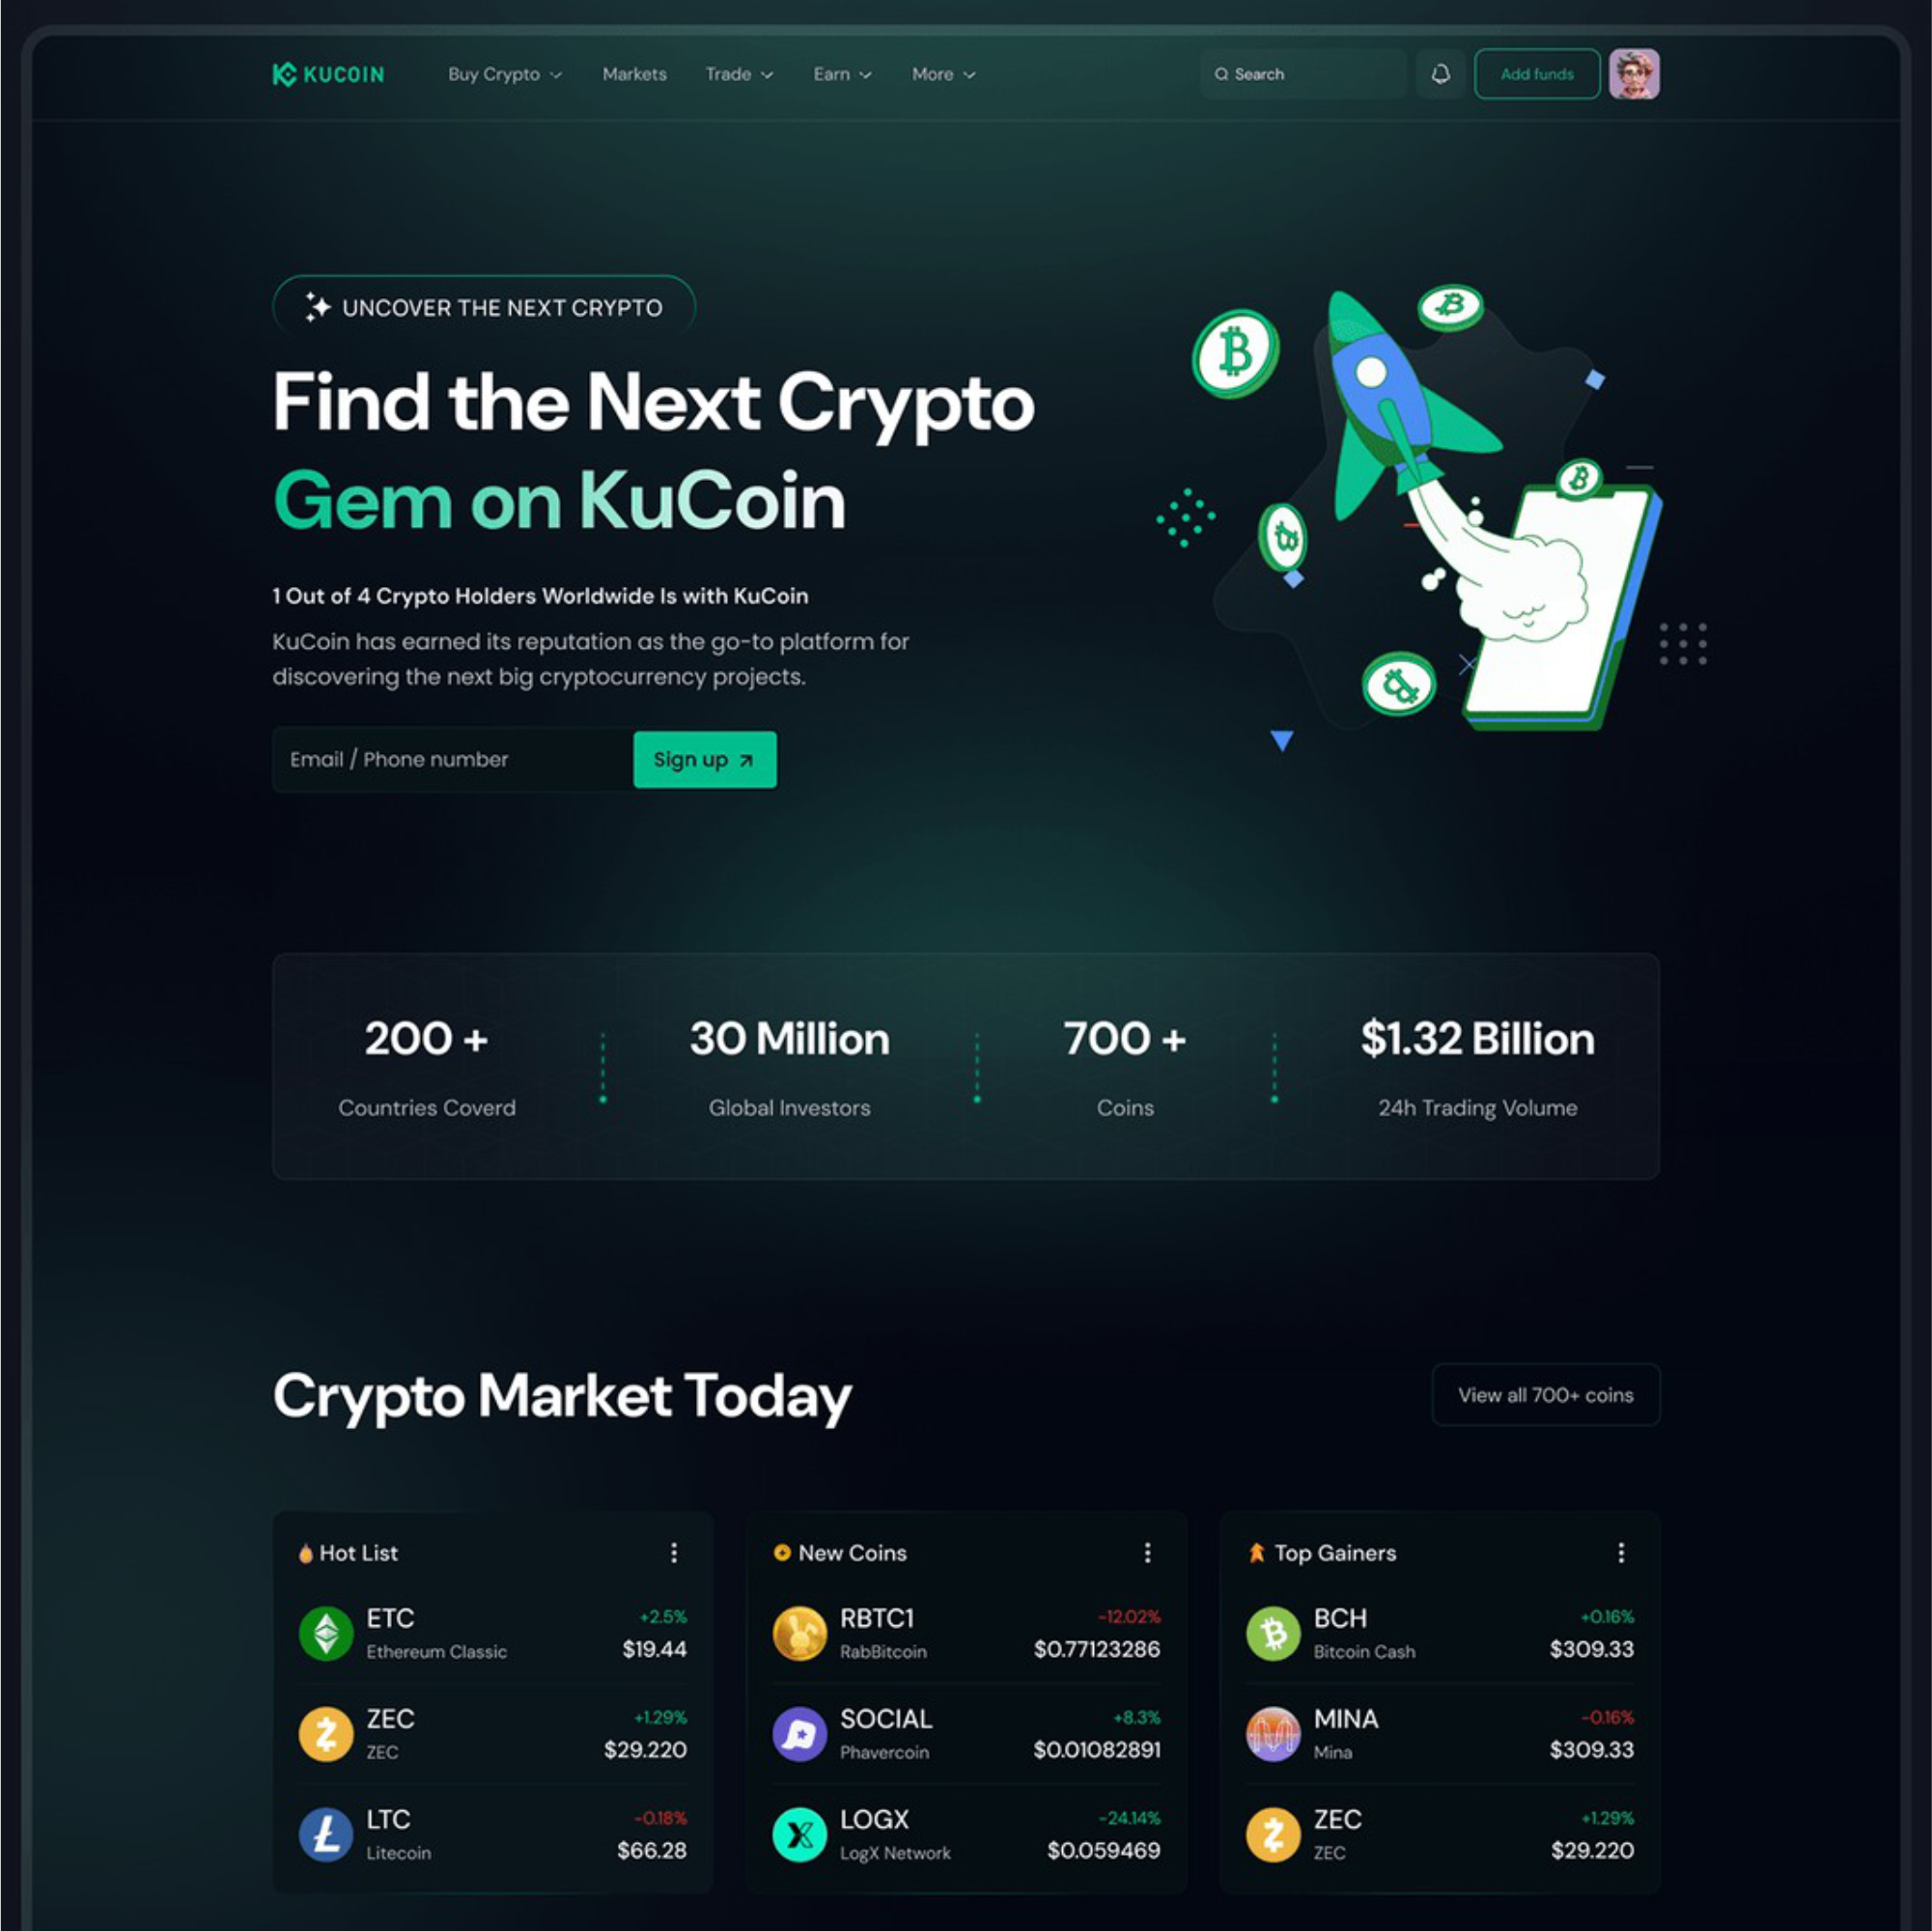 KUCOIN
Buy Crypto Markets Trade Earn More
Search
Add funds
UNCOVER THE NEXT CRYPTO
Find the Next Crypto
Gem on KuCoin
1 Out of 4 Crypto Holders Worldwide Is with KuCoin
KuCoin has earned its reputation as the go-to platform for
discovering the next big cryptocurrency projects.
Email / Phone number
Sign up
200 +
Countries Coverd
30 Million
Global Investors
700 +
Coins
$1.32 Billion
24h Trading Volume
Crypto Market Today
View all 700+ coins
Hot List
ETC +2.5%
Ethereum Classic $19.44
ZEC +1.29%
ZEC $29.220
LTC -0.18%
Litecoin $66.28
New Coins
RBTC1 -12.02%
RabBitcoin $0.77123286
SOCIAL +8.3%
Phavercoin $0.01082891
LOGX -24.14%
LogX Network $0.059469
Top Gainers
BCH +0.16%
Bitcoin Cash $309.33
MINA -0.16%
Mina $309.33
ZEC +1.29%
ZEC $29.220